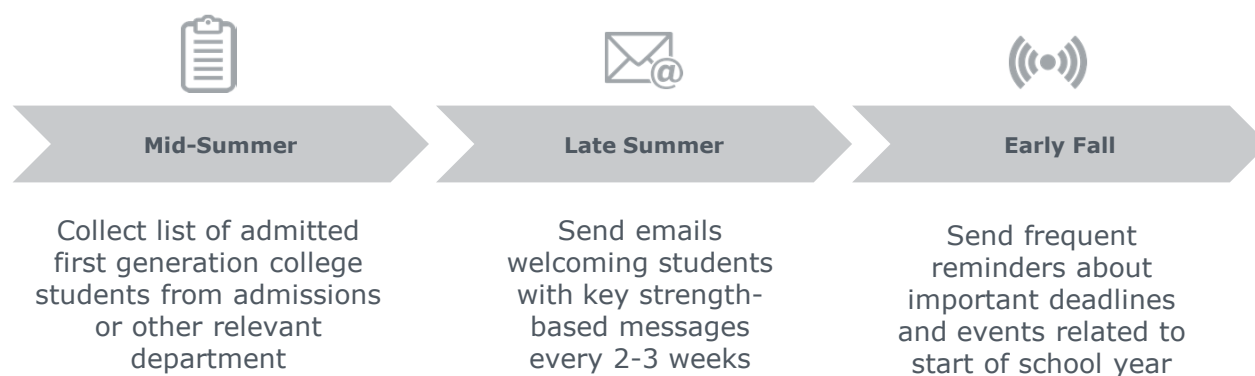 Mid-Summer
Late Summer
Early Fall
Collect list of admitted
first generation college
students from admissions
or other relevant
department
Send emails
welcoming students
with key strength-
based messages
every 2-3 weeks
Send frequent
reminders about
important deadlines
and events related to
start of school year